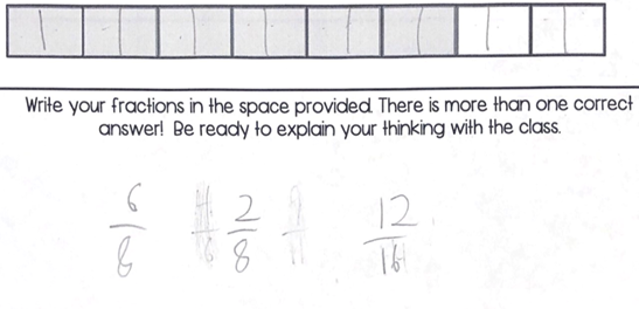 Write your fractions in the space provided. There is more than one correct
answer! Be ready to explain your thinking with the class.
6 2 12
8 8 16